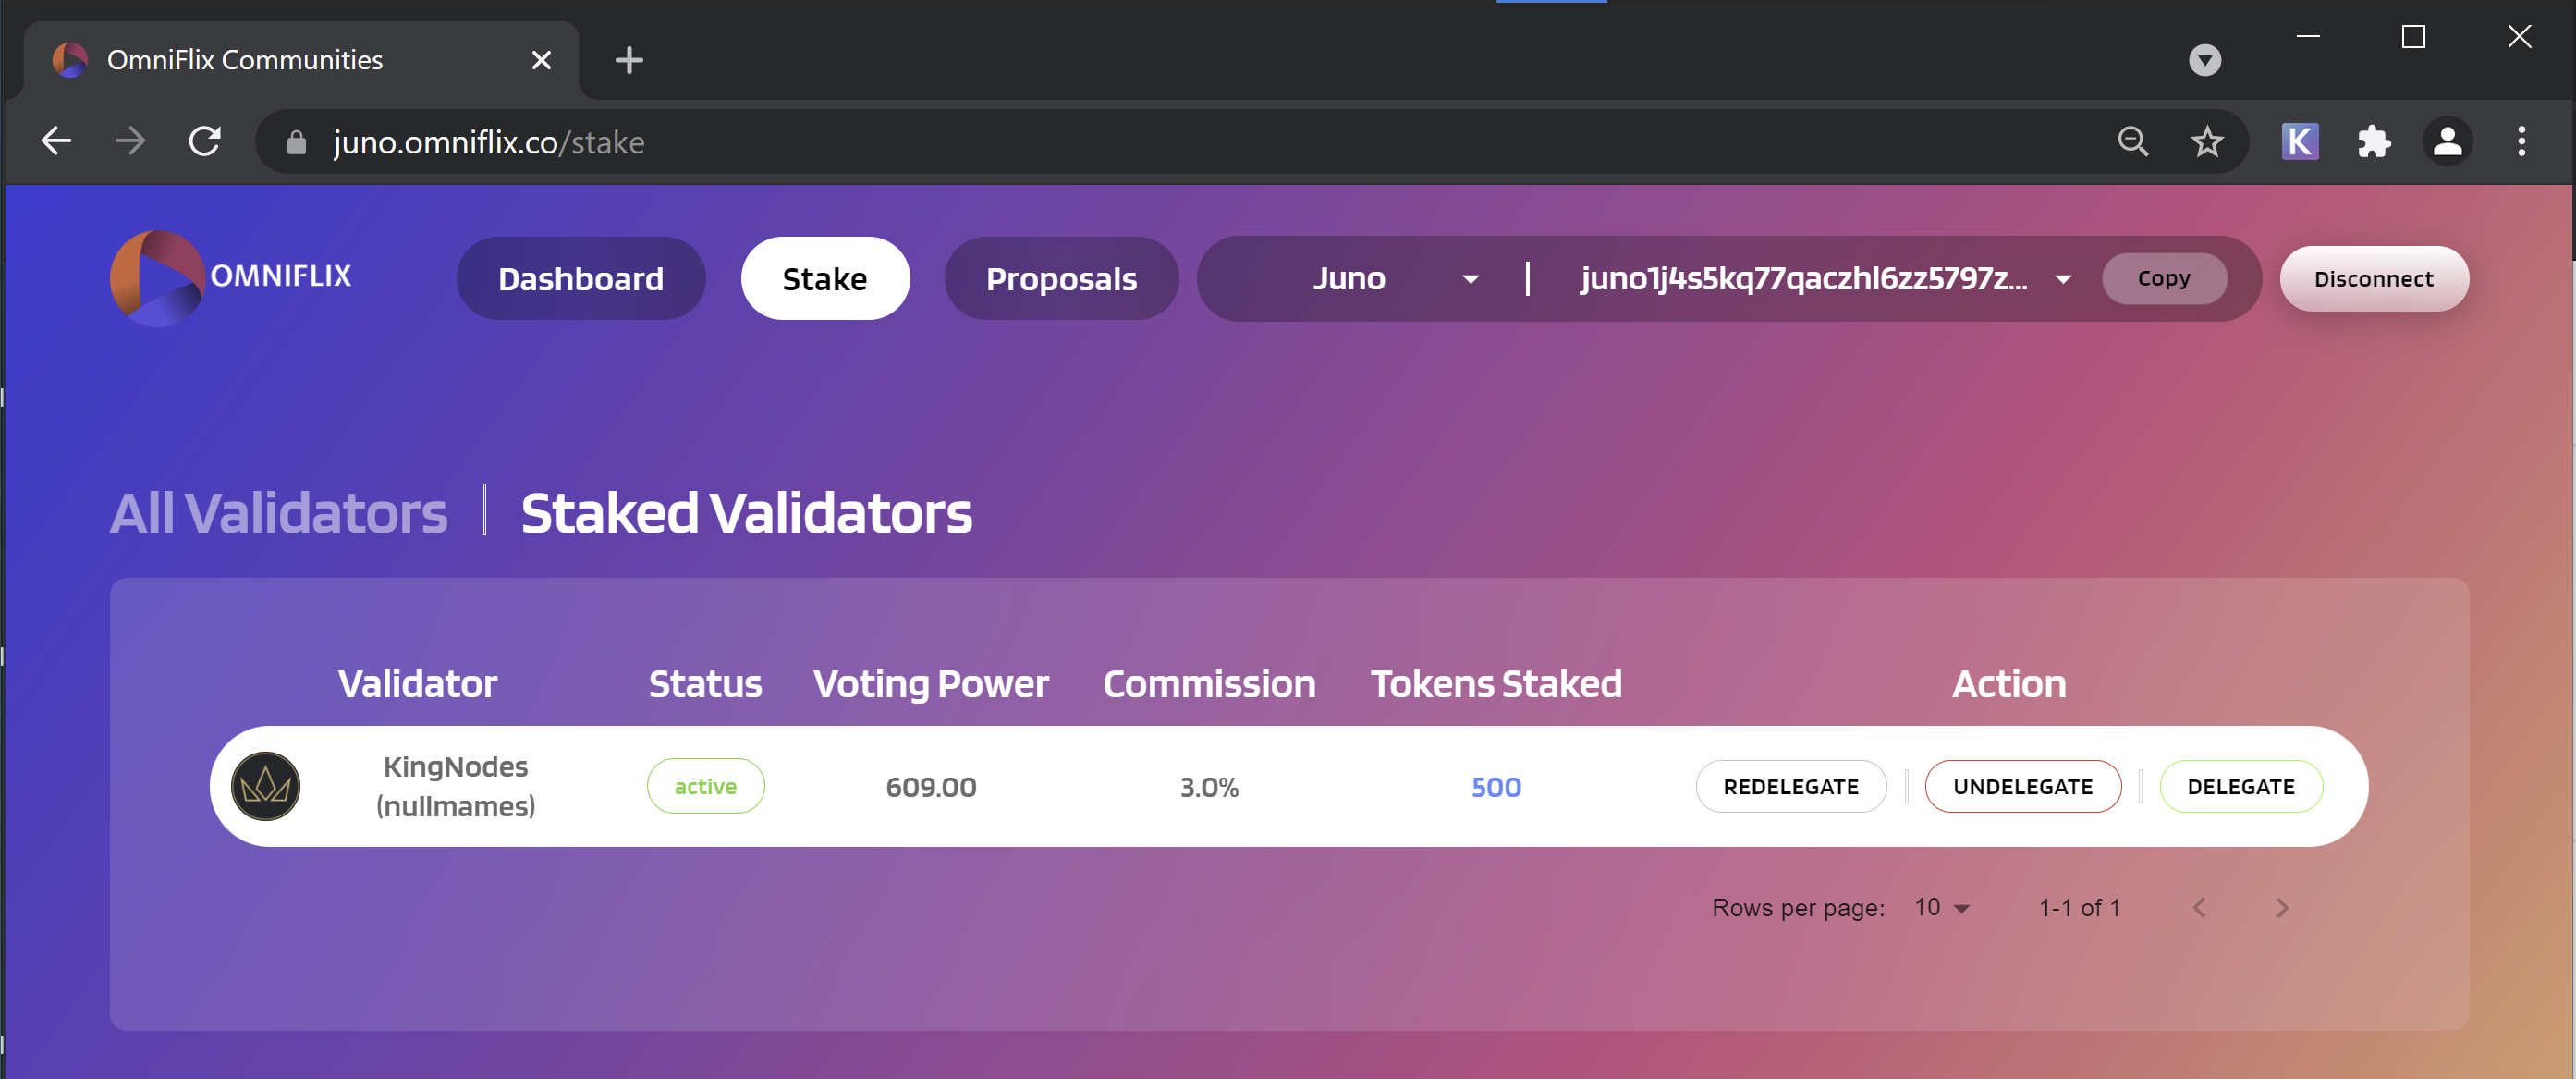 OmniFlix Communities
juno.omniflix.co/stake
K
OMNIFLIX
Dashboard
Stake
Proposals
Juno
juno1j4s5kq77qaczhl6zz5797z...
Copy
Disconnect
All Validators
Staked Validators
Validator Status Voting Power Commission Tokens Staked Action
KingNodes
(nullmames)
active
609.00
3.0%
500
REDELEGATE
UNDELEGATE
DELEGATE
Rows per page: 10 1-1 of 1